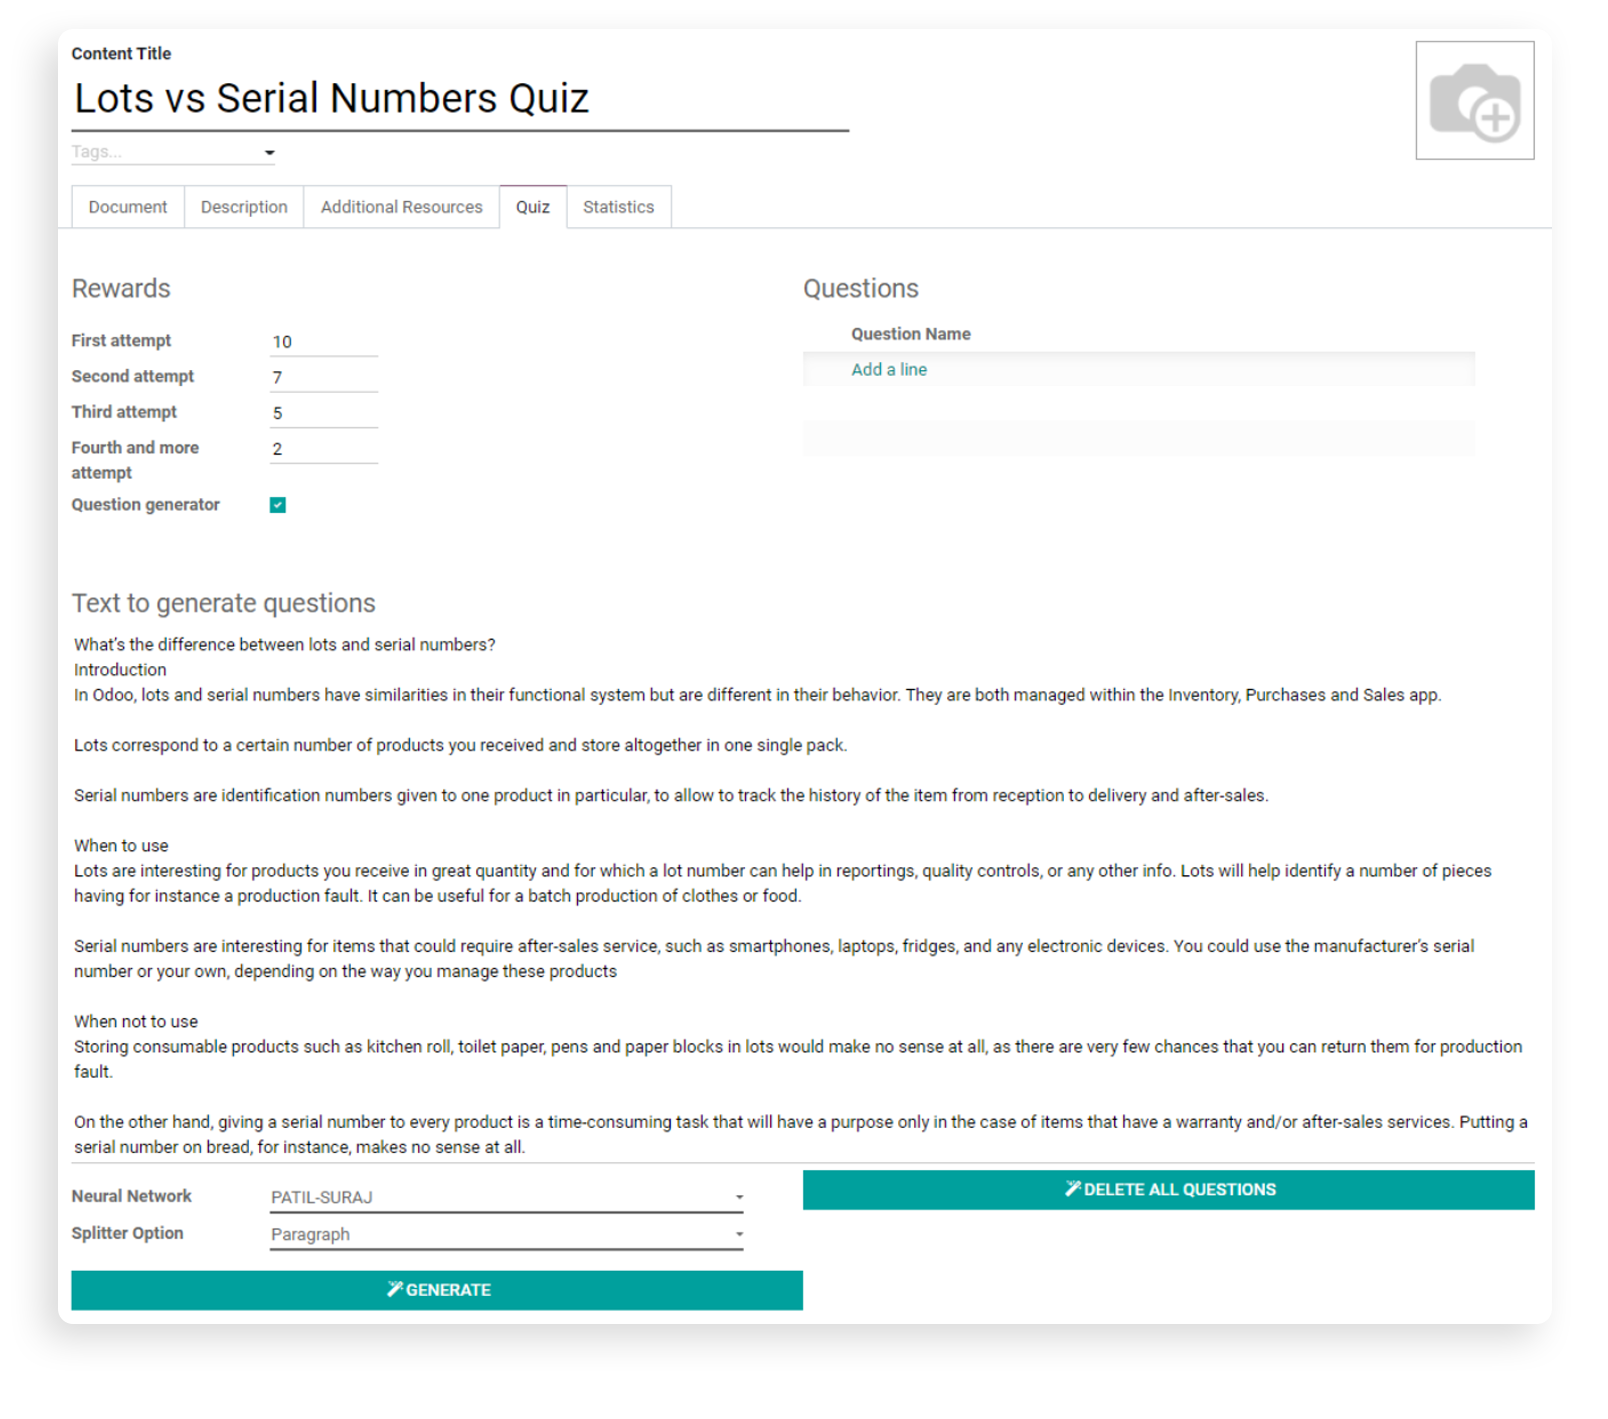 Content Title
Lots vs Serial Numbers Quiz
Tags...
Document Description Additional Resources Quiz Statistics
Rewards
First attempt 10
Second attempt 7
Third attempt 5
Fourth and more attempt 2
Question generator
Questions
Question Name
Add a line
Text to generate questions
What's the difference between lots and serial numbers?
Introduction
In Odoo, lots and serial numbers have similarities in their functional system but are different in their behavior. They are both managed within the Inventory, Purchases and Sales app.
Lots correspond to a certain number of products you received and store altogether in one single pack.
Serial numbers are identification numbers given to one product in particular, to allow to track the history of the item from reception to delivery and after-sales.
When to use
Lots are interesting for products you receive in great quantity and for which a lot number can help in reportings, quality controls, or any other info. Lots will help identify a number of pieces
having for instance a production fault. It can be useful for a batch production of clothes or food.
Serial numbers are interesting for items that could require after-sales service, such as smartphones, laptops, fridges, and any electronic devices. You could use the manufacturer's serial
number or your own, depending on the way you manage these products
When not to use
Storing consumable products such as kitchen roll, toilet paper, pens and paper blocks in lots would make no sense at all, as there are very few chances that you can return them for production
fault.
On the other hand, giving a serial number to every product is a time-consuming task that will have a purpose only in the case of items that have a warranty and/or after-sales services. Putting a
serial number on bread, for instance, makes no sense at all.
Neural Network PATIL-SURAJ
Splitter Option Paragraph
GENERATE
DELETE ALL QUESTIONS